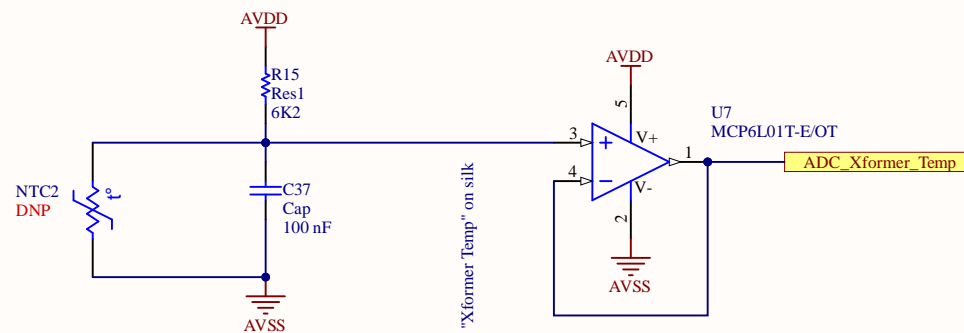 AVDD
R15
Res1
6K2
NTC2
DNP
t°
C37
Cap
100 nF
AVSS
"Xformer Temp" on silk
AVDD
5
U7
MCP6L01T-E/OT
3
+
V+
1
ADC_Xformer_Temp
4
−
V-
2
AVSS